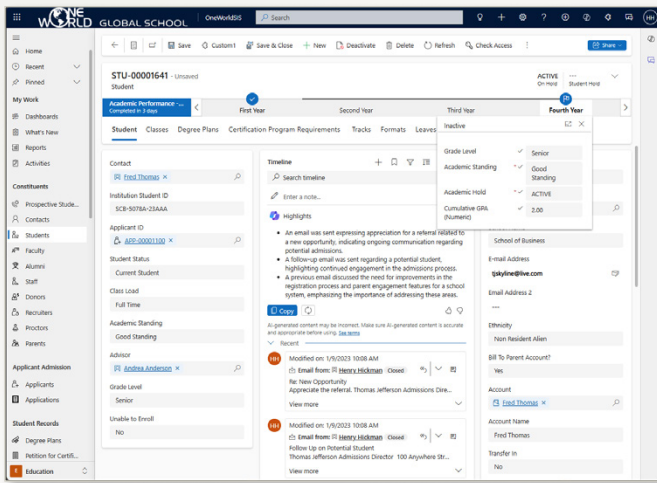 ONE
WORLD
GLOBAL SCHOOL
OneWorldSIS
Search
HH
Save
Custom1
Save & Close
New
Deactivate
Delete
Refresh
Check Access
Share
Home
Recent
Pinned
My Work
Dashboards
What's New
Reports
Activities
Constituents
Prospective Stude...
Contacts
Students
Faculty
Alumni
Staff
Donors
Recruiters
Proctors
Parents
Applicant Admission
Applicants
Applications
Student Records
Degree Plans
Petition for Certifi...
E Education
STU-00001641 - Unsaved
Student
ACTIVE
On Hold
---
Student Hold
Academic Performance -...
Completed in 3 days
First Year
Second Year
Third Year
Fourth Year
Student Classes Degree Plans Certification Program Requirements Tracks Formats Leaves
Inactive
Grade Level
Senior
Academic Standing
Good
Standing
Academic Hold
ACTIVE
Cumulative GPA
(Numeric)
2.00
Contact
Fred Thomas
Institution Student ID
SCB-5078A-23AAA
Applicant ID
APP-00001100
Student Status
Current Student
Class Load
Full Time
Academic Standing
Good Standing
Advisor
Andrea Anderson
Grade Level
Senior
Unable to Enroll
No
Timeline
Search timeline
Enter a note...
Highlights
An email was sent expressing appreciation for a referral related to
a new opportunity, indicating ongoing communication regarding
potential admissions.
A follow-up email was sent regarding a potential student,
highlighting continued engagement in the admissions process.
A previous email discussed the need for improvements in the
registration process and parent engagement features for a school
system, emphasizing the importance of addressing these areas.
Copy
AI-generated content may be incorrect. Make sure AI-generated content is accurate
and appropriate before using. See terms
Recent
HH
Modified on: 1/9/2023 10:08 AM
Email from: Henry Hickman Closed
Re: New Opportunity
Appreciate the referral. Thomas Jefferson Admissions Dire...
View more
HH
Modified on: 1/9/2023 10:08 AM
Email from: Henry Hickman Closed
Follow Up on Potential Student
Thomas Jefferson Admissions Director 100 Anywhere Str...
View more
School of Business
E-mail Address
tjskyline@live.com
Email Address 2
---
Ethnicity
Non Resident Alien
Bill To Parent Account?
Yes
Account
Fred Thomas
Account Name
Fred Thomas
Transfer In
No